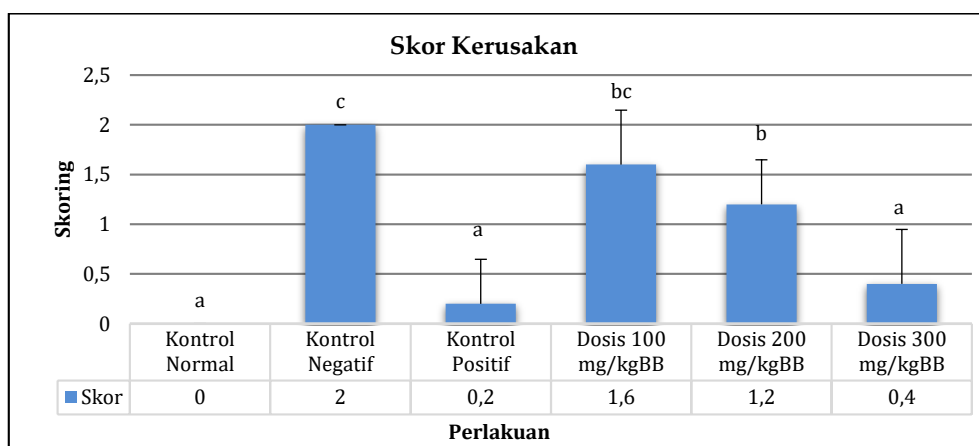 Skor Kerusakan
Skoring
2,5
2
1,5
1
0,5
0
a
c
a
bc
b
a
Kontrol Normal
Kontrol Negatif
Kontrol Positif
Dosis 100 mg/kgBB
Dosis 200 mg/kgBB
Dosis 300 mg/kgBB
Skor 0 2 0,2 1,6 1,2 0,4
Perlakuan